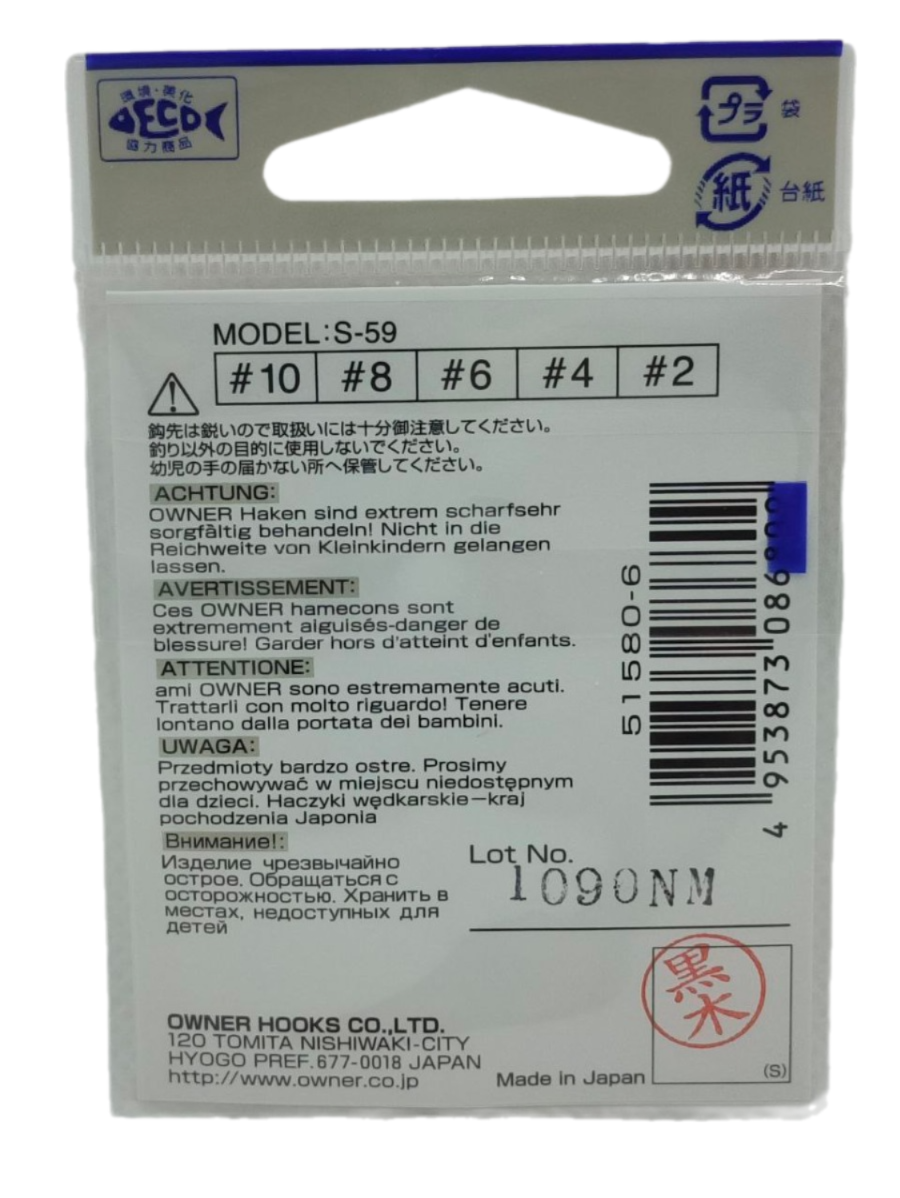 環境・美化
ECO
協力商品
プラ 袋
紙 台紙
MODEL:S-59
#10 #8 #6 #4 #2
鈎先は鋭いので取扱いには十分御注意してください。
釣り以外の目的に使用しないでください。
幼児の手の届かない所へ保管してください。
ACHTUNG:
OWNER Haken sind extrem scharfsehr
sorgfältig behandeln! Nicht in die
Reichweite von Kleinkindern gelangen
lassen.
AVERTISSEMENT:
Ces OWNER hamecons sont
extremement aiguisés-danger de
blessure! Garder hors d'atteint d'enfants.
ATTENTIONE:
ami OWNER sono estremamente acuti.
Trattarli con molto riguardo! Tenere
lontano dalla portata dei bambini.
UWAGA:
Przedmioty bardzo ostre. Prosimy
przechowywać w miejscu niedostępnym
dla dzieci. Haczyki wędkarskie—kraj
pochodzenia Japonia
Внимание!:
Изделие чрезвычайно
острое. Обращаться с
осторожностью. Хранить в
местах, недоступных для
детей
51580-6
4 953873 086
Lot No.
1090NM
黒水
(S)
OWNER HOOKS CO.,LTD.
120 TOMITA NISHIWAKI-CITY
HYOGO PREF.677-0018 JAPAN
http://www.owner.co.jp
Made in Japan